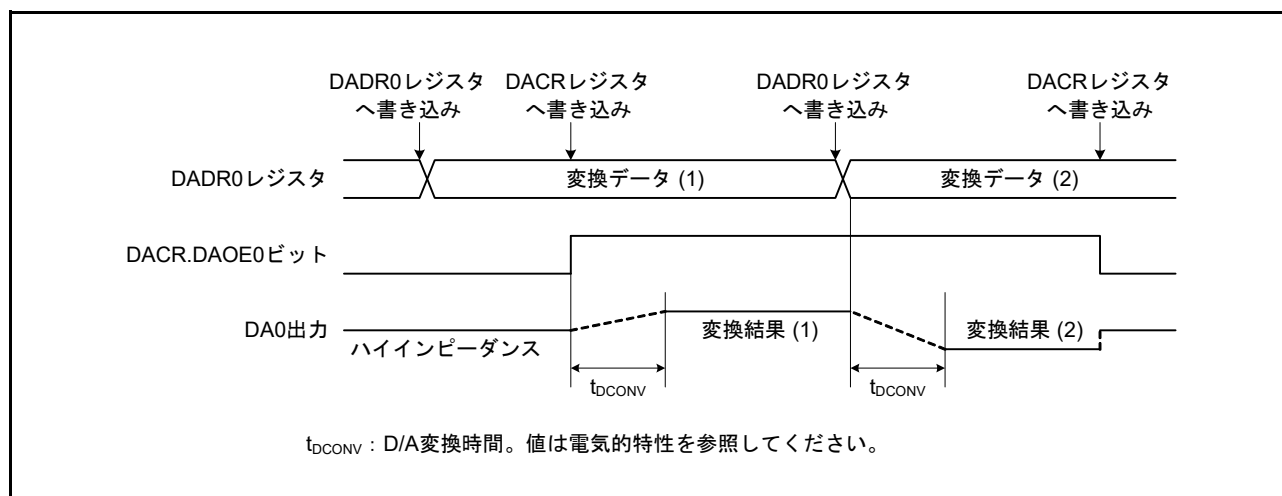 DADR0レジスタ
へ書き込み
DACRレジスタ
へ書き込み
DADR0レジスタ
へ書き込み
DACRレジスタ
へ書き込み
DADR0レジスタ
変換データ (1)
変換データ (2)
DACR.DAOE0ビット
DA0出力
ハイインピーダンス
変換結果 (1)
変換結果 (2)
tDCONV
tDCONV
tDCONV：D/A変換時間。値は電気的特性を参照してください。